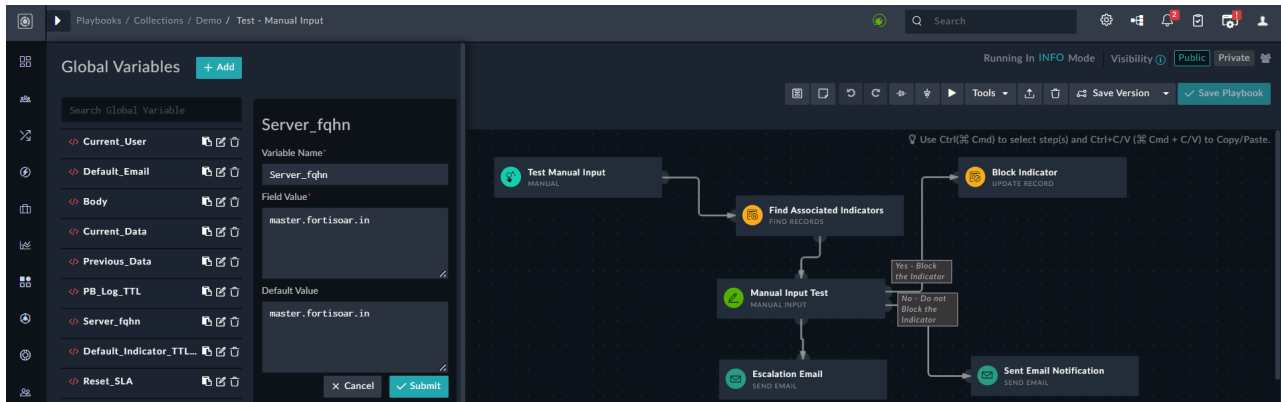 Playbooks / Collections / Demo / Test - Manual Input
Search
2
!
Global Variables
+ Add
Search Global Variable
</> Current_User
</> Default_Email
</> Body
</> Current_Data
</> Previous_Data
</> PB_Log_TTL
</> Server_fqhn
</> Default_Indicator_TTL...
</> Reset_SLA
Server_fqhn
Variable Name*
Server_fqhn
Field Value*
master.fortisoar.in
Default Value
master.fortisoar.in
× Cancel
✓ Submit
Running In INFO Mode
Visibility
Public
Private
Tools
Save Version
✓ Save Playbook
Use Ctrl(⌘ Cmd) to select step(s) and Ctrl+C/V (⌘ Cmd + C/V) to Copy/Paste.
Test Manual Input
MANUAL
Block Indicator
UPDATE RECORD
Find Associated Indicators
FIND RECORDS
Yes - Block
the Indicator
Manual Input Test
MANUAL INPUT
No - Do not
Block the
Indicator
Escalation Email
SEND EMAIL
Sent Email Notification
SEND EMAIL